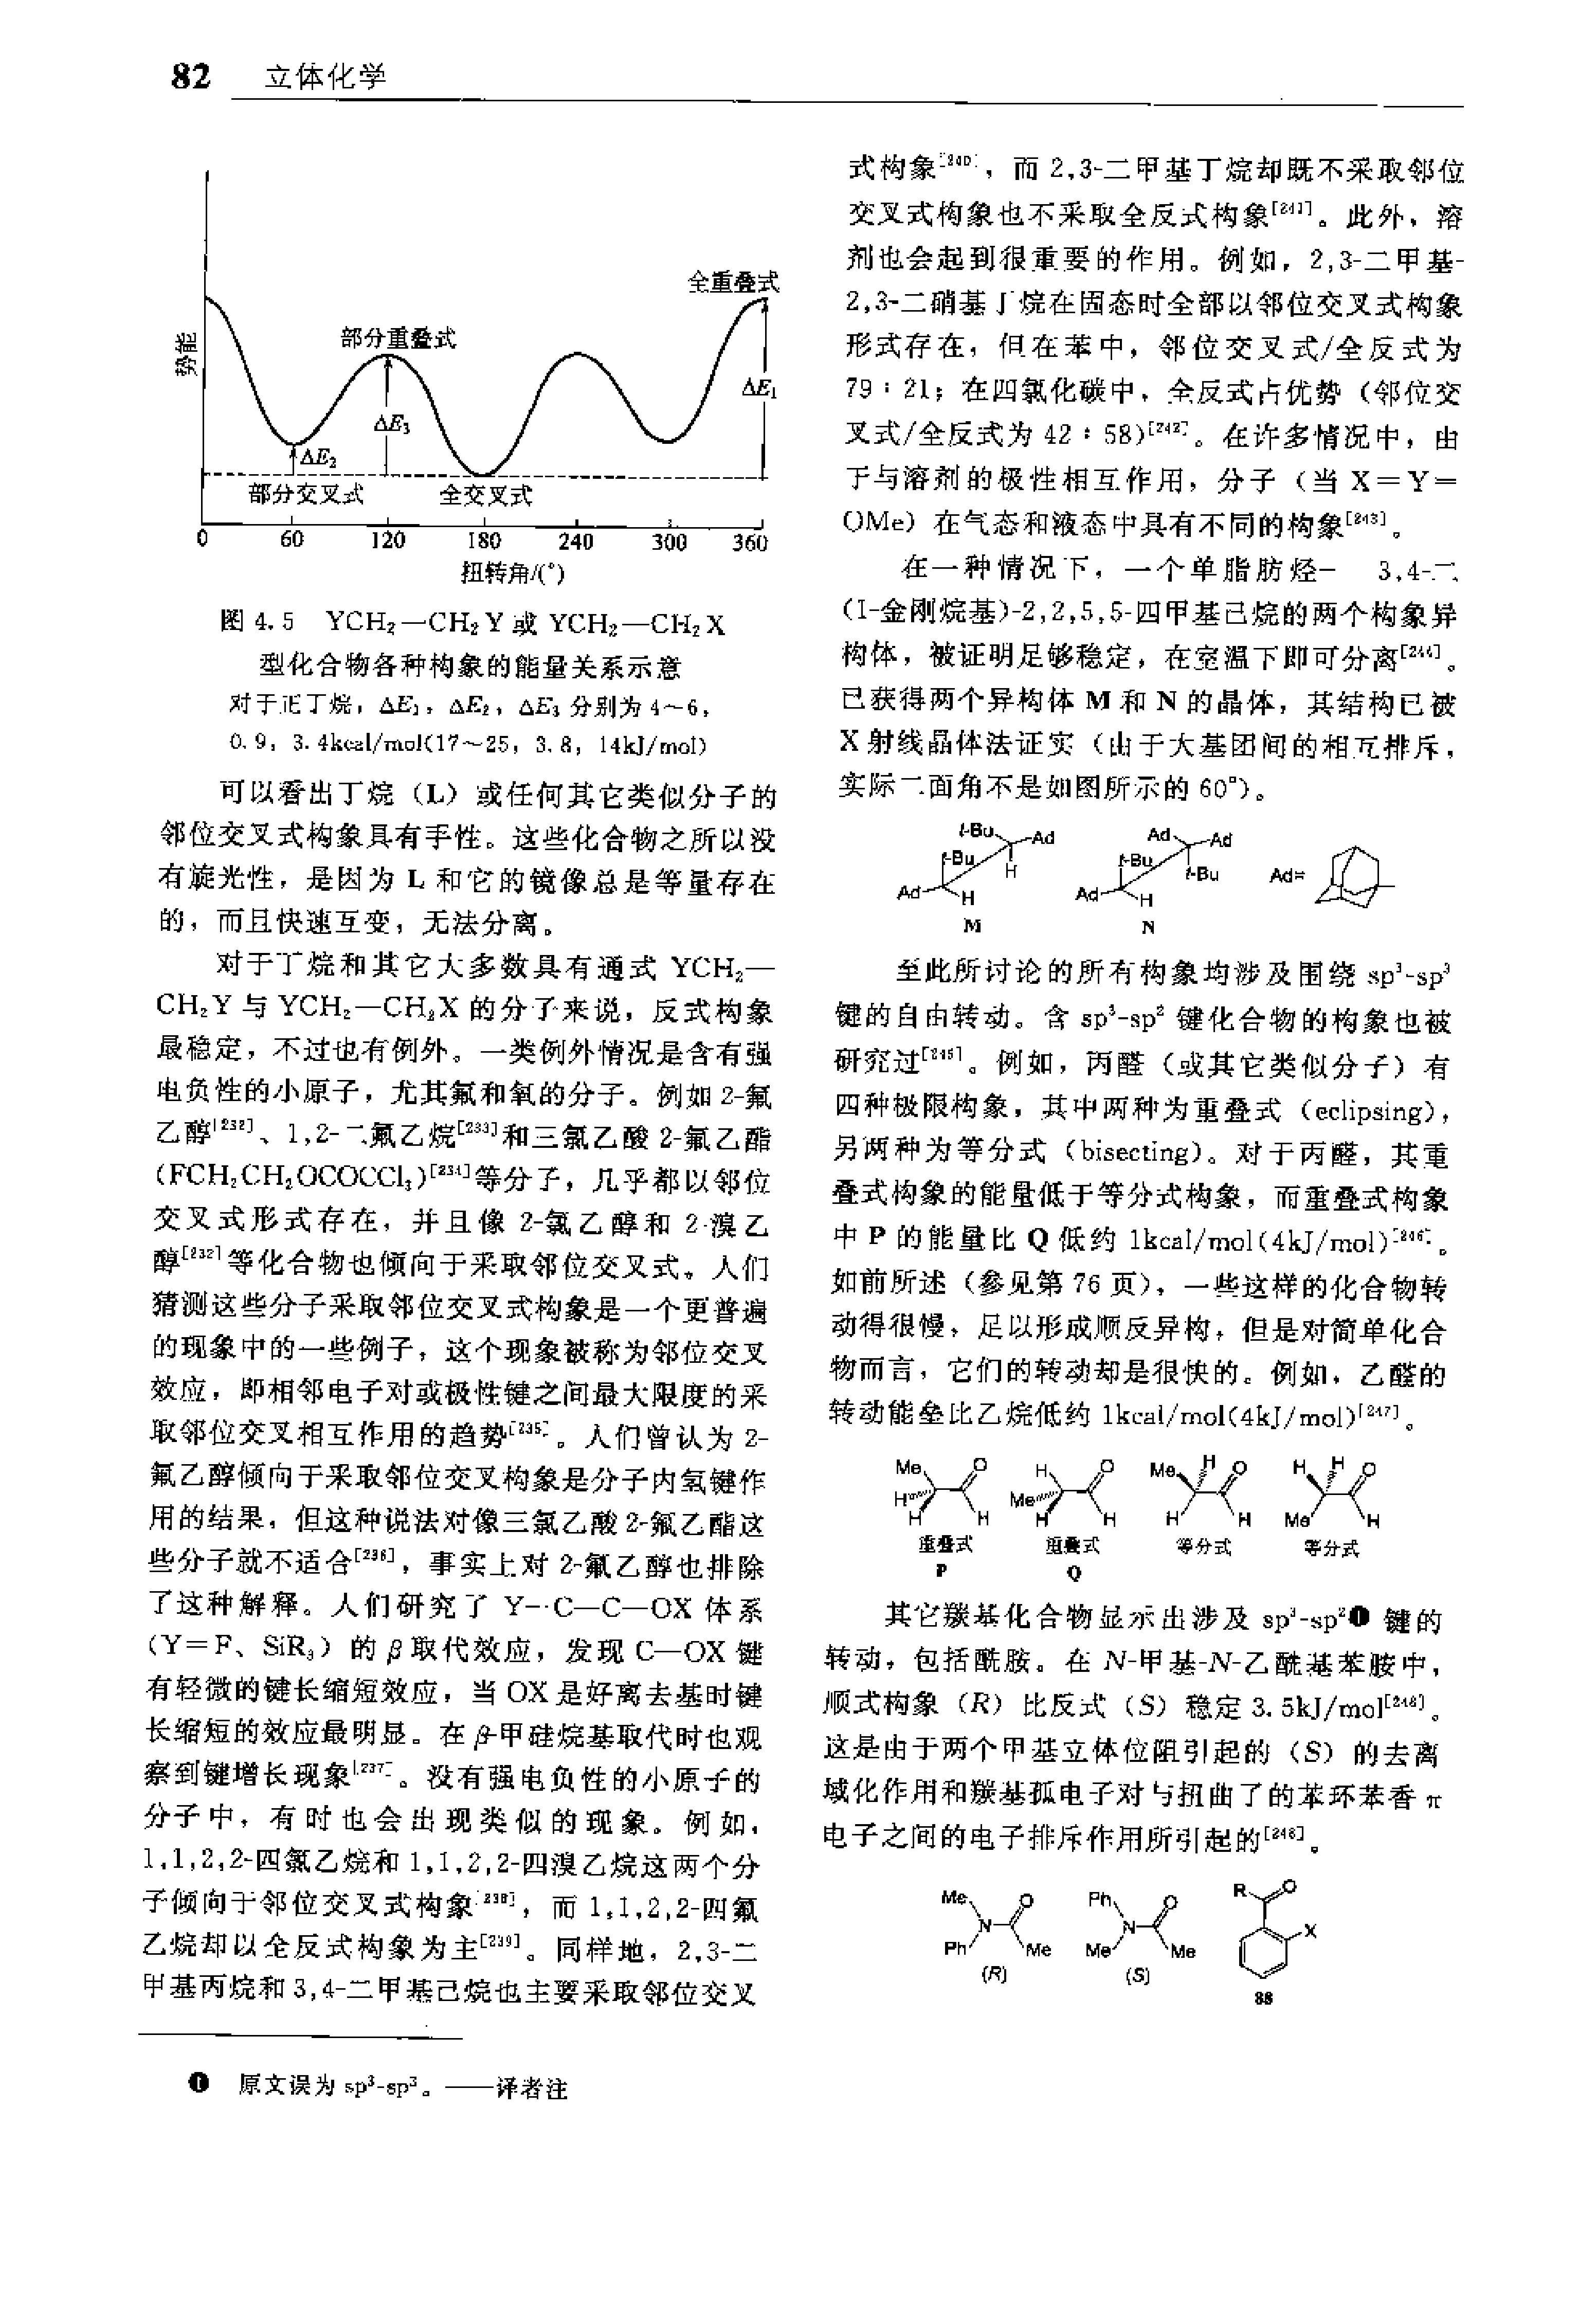 82 立体化学
势能
全重叠式
部分重叠式
ΔE₁
ΔE₃
ΔE₂
部分交叉式 全交叉式
0 60 120 180 240 300 360
扭转角/(°)
图 4.5 YCH₂—CH₂Y 或 YCH₂—CH₂X
型化合物各种构象的能量关系示意
对于正丁烷，ΔE₁，ΔE₂，ΔE₃ 分别为 4～6，
0.9，3.4kcal/mol(17～25，3.8，14kJ/mol)
可以看出丁烷（L）或任何其它类似分子的
邻位交叉式构象具有手性。这些化合物之所以没
有旋光性，是因为 L 和它的镜像总是等量存在
的，而且快速互变，无法分离。
对于丁烷和其它大多数具有通式 YCH₂—
CH₂Y 与 YCH₂—CH₂X 的分子来说，反式构象
最稳定，不过也有例外。一类例外情况是含有强
电负性的小原子，尤其氟和氧的分子。例如 2-氟
乙醇[232]、1,2-二氟乙烷[233]和三氯乙酸 2-氟乙酯
(FCH₂CH₂OCOCCl₃)[234]等分子，几乎都以邻位
交叉式形式存在，并且像 2-氯乙醇和 2-溴乙
醇[232]等化合物也倾向于采取邻位交叉式。人们
猜测这些分子采取邻位交叉式构象是一个更普遍
的现象中的一些例子，这个现象被称为邻位交叉
效应，即相邻电子对或极性键之间最大限度的采
取邻位交叉相互作用的趋势[235]。人们曾认为 2-
氟乙醇倾向于采取邻位交叉构象是分子内氢键作
用的结果，但这种说法对像三氯乙酸 2-氟乙酯这
些分子就不适合[236]，事实上对 2-氟乙醇也排除
了这种解释。人们研究了 Y—C—C—OX 体系
（Y＝F、SiR₃）的 β 取代效应，发现 C—OX 键
有轻微的键长缩短效应，当 OX 是好离去基时键
长缩短的效应最明显。在 β-甲硅烷基取代时也观
察到键增长现象[237]。没有强电负性的小原子的
分子中，有时也会出现类似的现象。例如，
1,1,2,2-四氯乙烷和 1,1,2,2-四溴乙烷这两个分
子倾向于邻位交叉式构象[238]，而 1,1,2,2-四氟
乙烷却以全反式构象为主[239]。同样地，2,3-二
甲基丙烷和 3,4-二甲基己烷也主要采取邻位交叉
❶ 原文误为 sp³-sp³。——译者注
式构象[240]，而 2,3-二甲基丁烷却既不采取邻位
交叉式构象也不采取全反式构象[241]。此外，溶
剂也会起到很重要的作用。例如，2,3-二甲基-
2,3-二硝基丁烷在固态时全部以邻位交叉式构象
形式存在，但在苯中，邻位交叉式/全反式为
79∶21；在四氯化碳中，全反式占优势（邻位交
叉式/全反式为 42∶58)[242]。在许多情况中，由
于与溶剂的极性相互作用，分子（当 X＝Y＝
OMe）在气态和液态中具有不同的构象[243]。
在一种情况下，一个单脂肪烃- 3,4-二
(1-金刚烷基)-2,2,5,5-四甲基己烷的两个构象异
构体，被证明足够稳定，在室温下即可分离[244]。
已获得两个异构体 M 和 N 的晶体，其结构已被
X 射线晶体法证实（由于大基团间的相互排斥，
实际二面角不是如图所示的 60°）。
t-Bu Ad Ad Ad
t-Bu H t-Bu t-Bu Ad=
Ad H Ad H
M N
至此所讨论的所有构象均涉及围绕 sp³-sp³
键的自由转动。含 sp³-sp² 键化合物的构象也被
研究过[245]。例如，丙醛（或其它类似分子）有
四种极限构象，其中两种为重叠式（eclipsing），
另两种为等分式（bisecting）。对于丙醛，其重
叠式构象的能量低于等分式构象，而重叠式构象
中 P 的能量比 Q 低约 1kcal/mol(4kJ/mol)[246]。
如前所述（参见第 76 页），一些这样的化合物转
动得很慢，足以形成顺反异构，但是对简单化合
物而言，它们的转动却是很快的。例如，乙醛的
转动能垒比乙烷低约 1kcal/mol(4kJ/mol)[247]。
Me O H O Me H O H H O
H Me
H H H H H H Me H
重叠式 重叠式 等分式 等分式
P Q
其它羰基化合物显示出涉及 sp³-sp²❶ 键的
转动，包括酰胺。在 N-甲基-N-乙酰基苯胺中，
顺式构象（R）比反式（S）稳定 3.5kJ/mol[248]。
这是由于两个甲基立体位阻引起的（S）的去离
域化作用和羰基孤电子对与扭曲了的苯环苯香 π
电子之间的电子排斥作用所引起的[248]。
Me O Ph O R O
N N X
Ph Me Me Me
(R) (S)
88